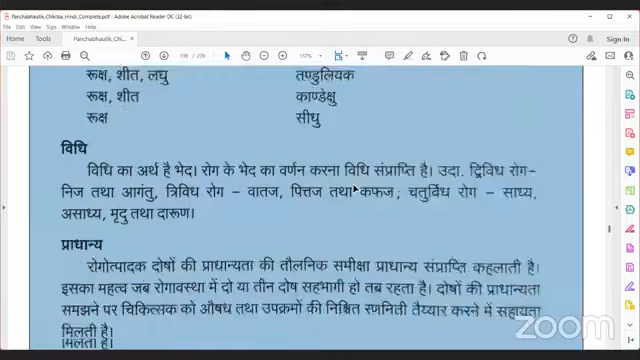 Panchabhautik_Chikitsa_Hindi_Complete.pdf - Adobe Acrobat Reader DC (32-bit)
File Edit View Sign Window Help
Home Tools Panchabhautik_Chi... × Sign In
139 / 239 157%
रूक्ष, शीत, लघु तण्डुलियक
रूक्ष, शीत काण्डेक्षु
रूक्ष सीधु
विधि
विधि का अर्थ है भेद। रोग के भेद का वर्णन करना विधि संप्राप्ति है। उदा. द्विविध रोग–
निज तथा आगंतु, त्रिविध रोग – वातज, पित्तज तथा कफज, चतुर्विध रोग – साध्य,
असाध्य, मृदु तथा दारूण।
प्राधान्य
रोगोत्पादक दोषों की प्राधान्यता की तौलनिक समीक्षा प्राधान्य संप्राप्ति कहलाती है।
इसका महत्व जब रोगावस्था में दो या तीन दोष सहभागी हो तब रहता है। दोषों की प्राधान्यता
समझने पर चिकित्सक को औषध तथा उपक्रमों की निश्चित रणनिती तैय्यार करने में सहायता
मिलती है।
मिलती है।
zoom